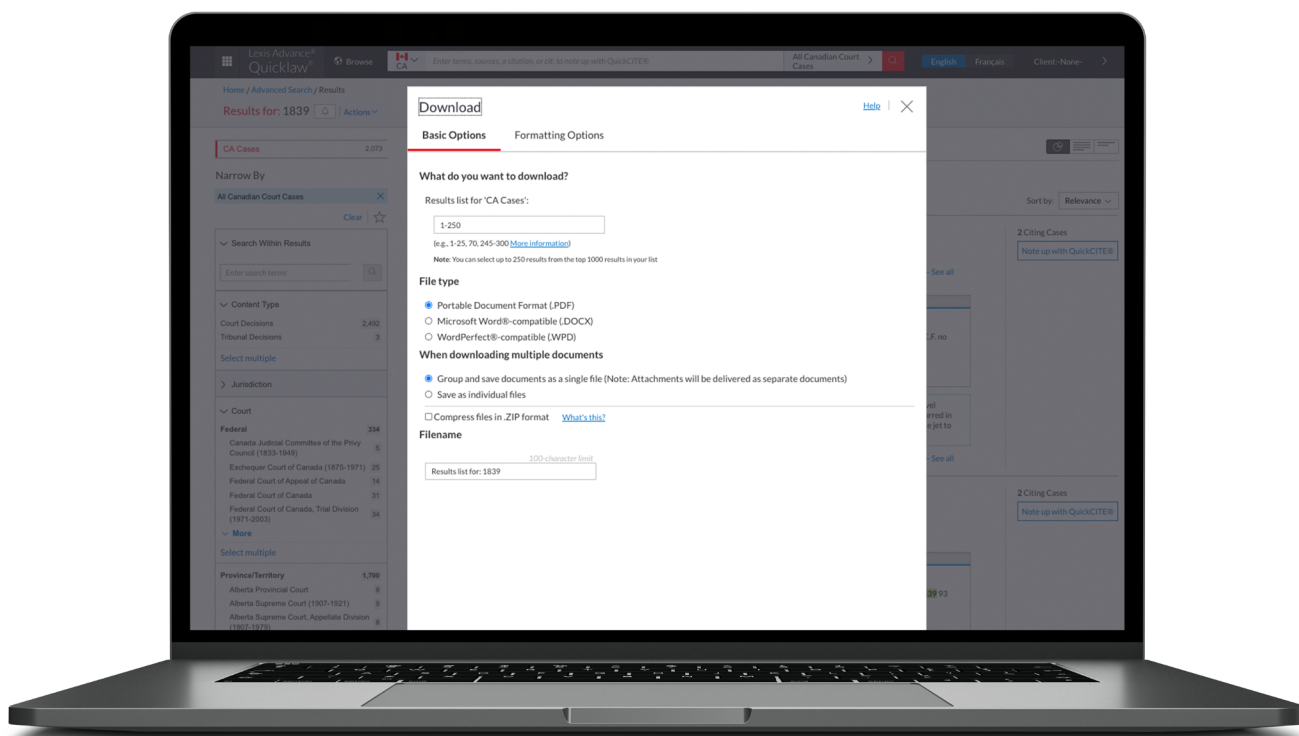 Lexis Advance®
Quicklaw®
Browse
CA
Enter terms, sources, a citation, or cit: to note up with QuickCITE®
All Canadian Court
Cases
English
Français
Client:-None-
Home / Advanced Search / Results
Results for: 1839
Actions
CA Cases 2,073
Narrow By
All Canadian Court Cases
Clear
Search Within Results
Enter search terms
Content Type
Court Decisions 2,492
Tribunal Decisions 3
Select multiple
Jurisdiction
Court
Federal 334
Canada Judicial Committee of the Privy
Council (1833-1949) 5
Exchequer Court of Canada (1875-1971) 25
Federal Court of Appeal of Canada 14
Federal Court of Canada 31
Federal Court of Canada, Trial Division
(1971-2003) 34
More
Select multiple
Province/Territory
Alberta Provincial Court
Alberta Supreme Court (1907-1921)
Alberta Supreme Court, Appellate Division
(1907-1979)
Download
Help
Basic Options
Formatting Options
What do you want to download?
Results list for 'CA Cases':
1-250
(e.g., 1-25, 70, 245-300 More information)
Note: You can select up to 250 results from the top 1000 results in your list
File type
Portable Document Format (.PDF)
Microsoft Word®-compatible (.DOCX)
WordPerfect®-compatible (.WPD)
When downloading multiple documents
Group and save documents as a single file (Note: Attachments will be delivered as separate documents)
Save as individual files
Compress files in .ZIP format What's this?
Filename
100-character limit
Results list for: 1839
Sort by: Relevance
2 Citing Cases
Note up with QuickCITE®
See all
C.F. no
jet to
See all
2 Citing Cases
Note up with QuickCITE®
39 93